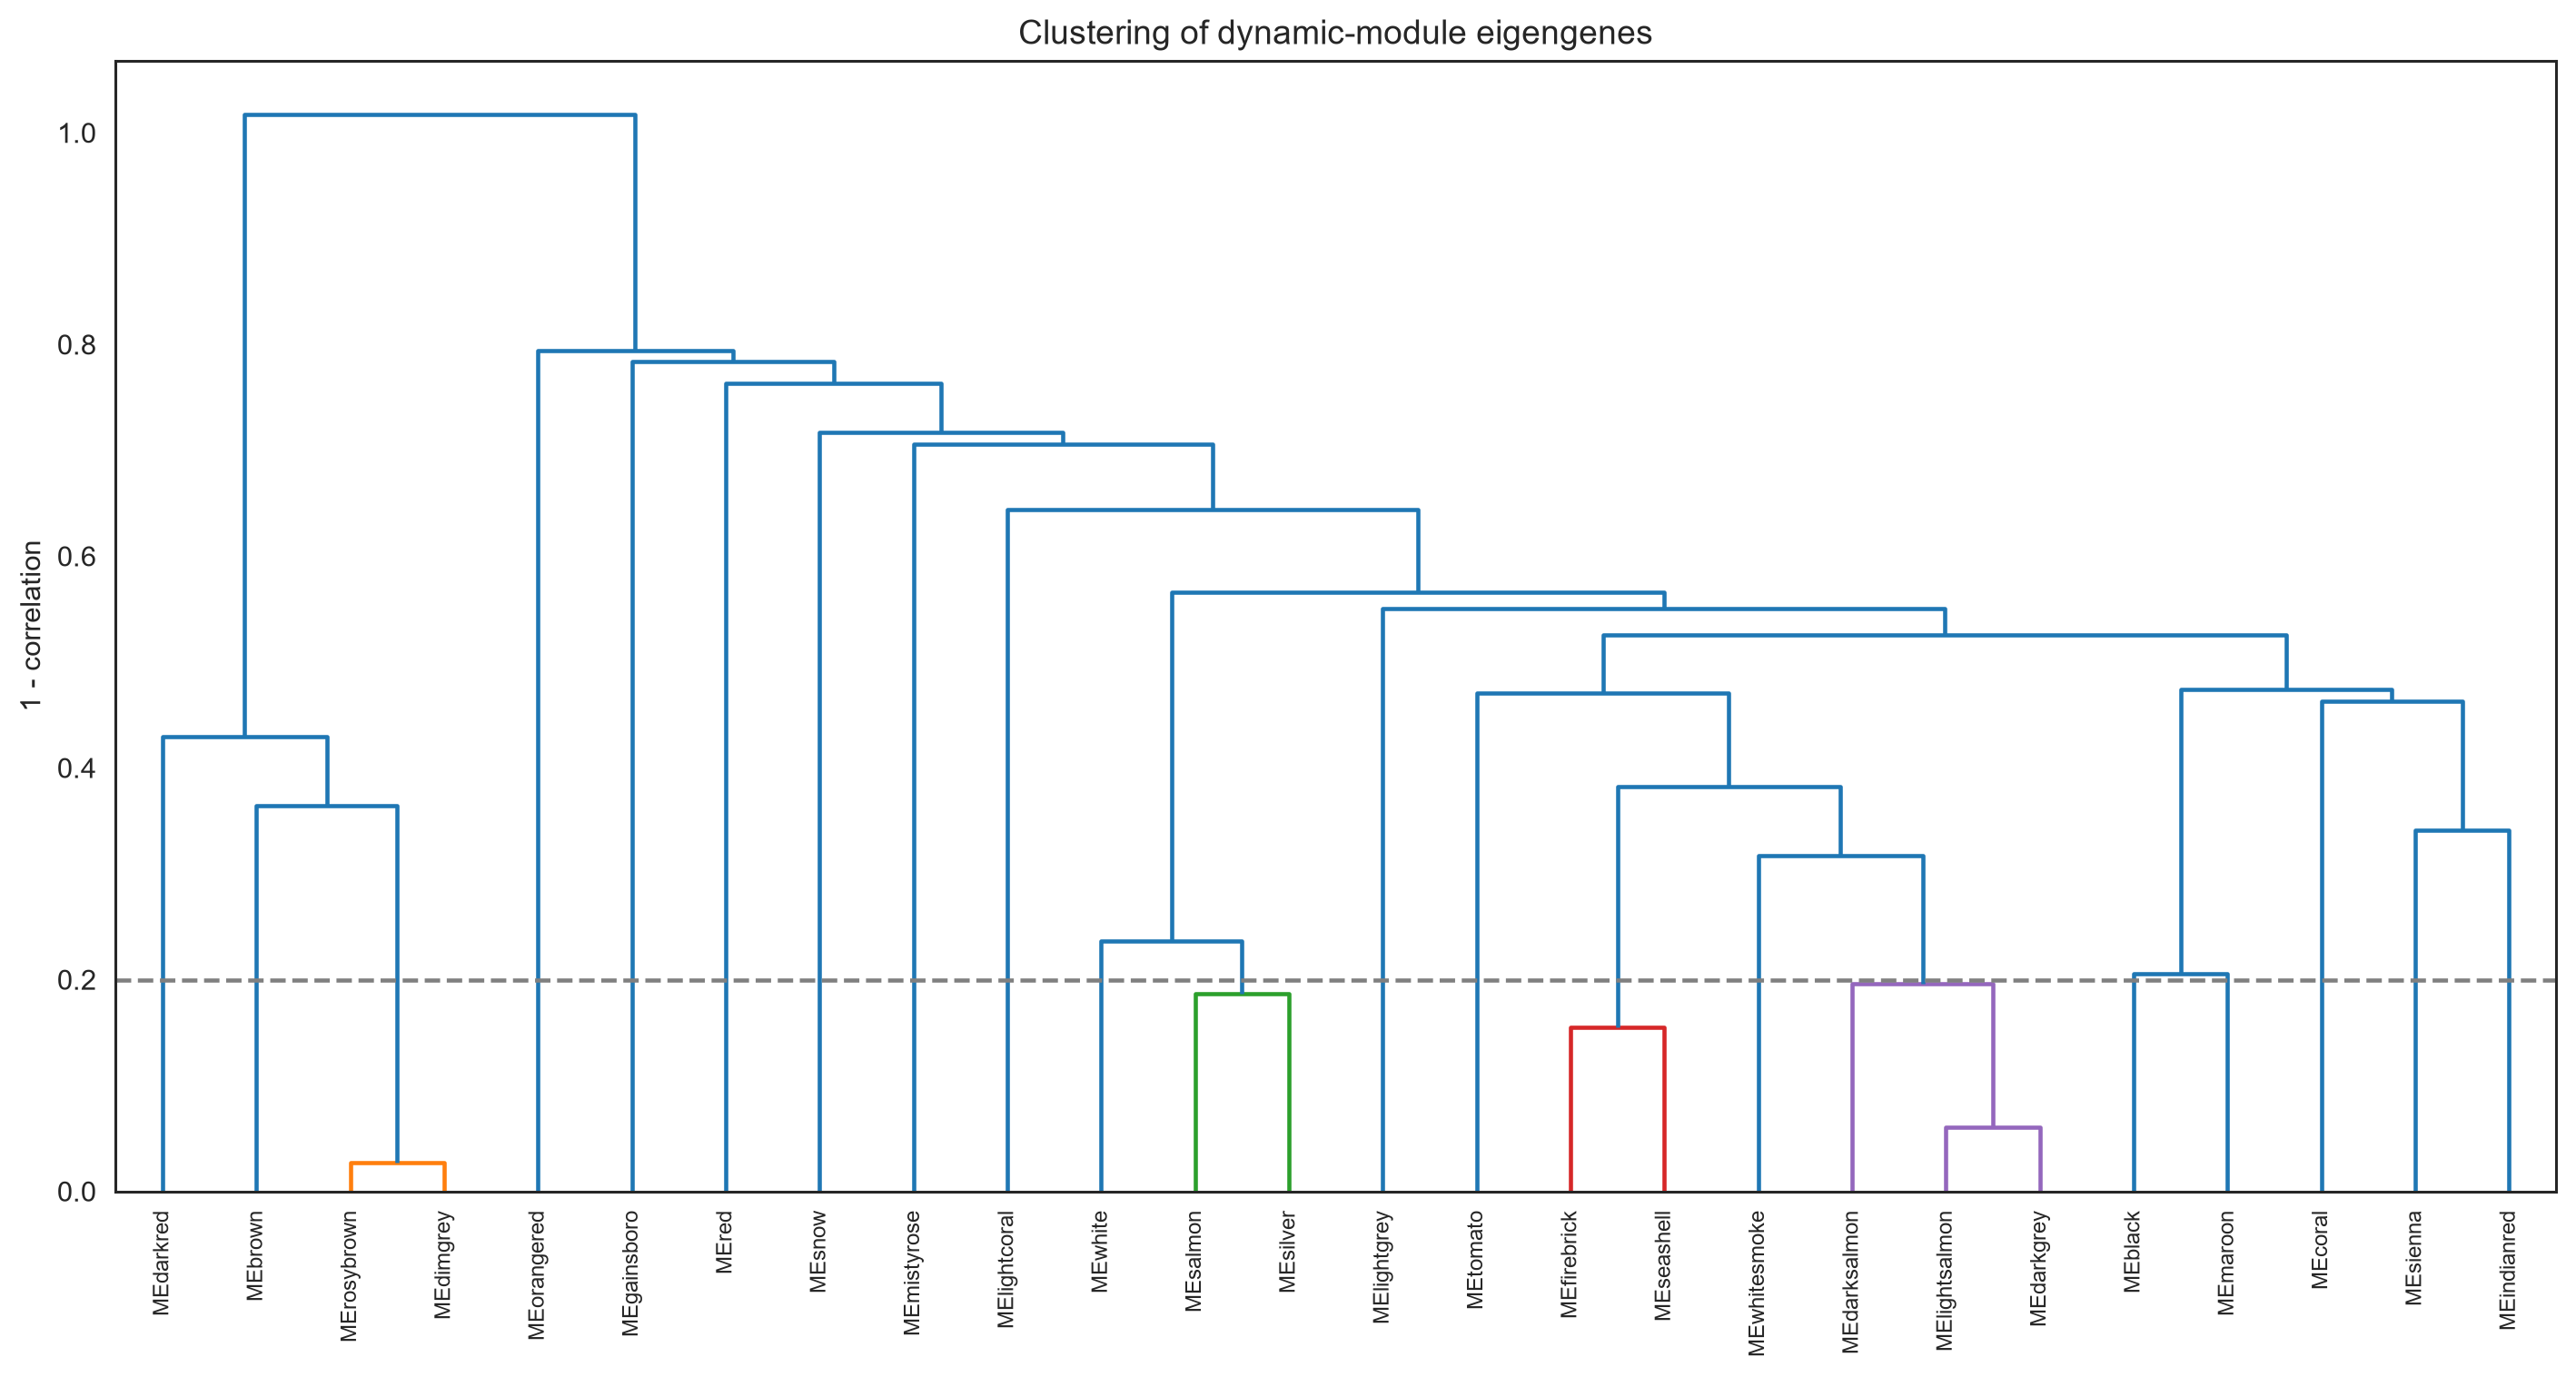 Clustering of dynamic-module eigengenes
1 - correlation
1.0
0.8
0.6
0.4
0.2
0.0
MEdarkred
MEbrown
MErosybrown
MEdimgrey
MEorangered
MEgainsboro
MEred
MEsnow
MEmistyrose
MElightcoral
MEwhite
MEsalmon
MEsilver
MElightgrey
MEtomato
MEfirebrick
MEseashell
MEwhitesmoke
MEdarksalmon
MElightsalmon
MEdarkgrey
MEblack
MEmaroon
MEcoral
MEsienna
MEindianred